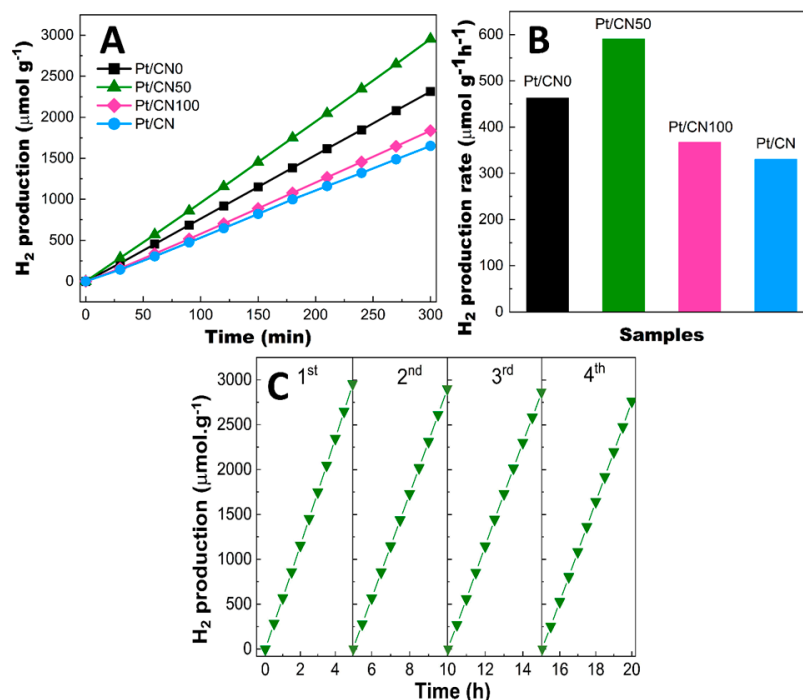 A
Pt/CN0
Pt/CN50
Pt/CN100
Pt/CN
H₂ production (μmol g⁻¹)
3000
2500
2000
1500
1000
500
0
0 50 100 150 200 250 300
Time (min)
B
Pt/CN0
Pt/CN50
Pt/CN100
Pt/CN
H₂ production rate (μmol g⁻¹h⁻¹)
600
500
400
300
200
100
0
Samples
C
1ˢᵗ 2ⁿᵈ 3ʳᵈ 4ᵗʰ
H₂ production (μmol.g⁻¹)
3000
2500
2000
1500
1000
500
0
0 2 4 6 8 10 12 14 16 18 20
Time (h)